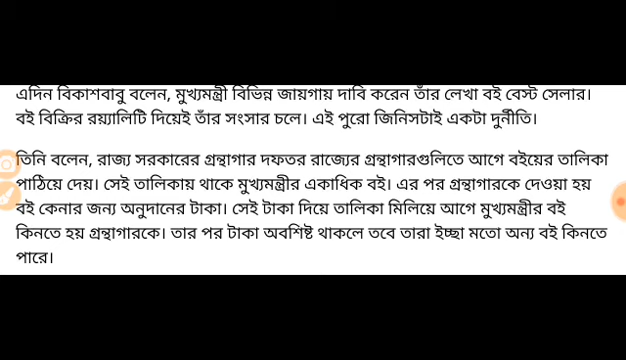 এদিন বিকাশবাবু বলেন, মুখ্যমন্ত্রী বিভিন্ন জায়গায় দাবি করেন তাঁর লেখা বই বেস্ট সেলার।
বই বিক্রির রয়্যালিটি দিয়েই তাঁর সংসার চলে। এই পুরো জিনিসটাই একটা দুর্নীতি।
তিনি বলেন, রাজ্য সরকারের গ্রন্থাগার দফতর রাজ্যের গ্রন্থাগারগুলিতে আগে বইয়ের তালিকা
পাঠিয়ে দেয়। সেই তালিকায় থাকে মুখ্যমন্ত্রীর একাধিক বই। এর পর গ্রন্থাগারকে দেওয়া হয়
বই কেনার জন্য অনুদানের টাকা। সেই টাকা দিয়ে তালিকা মিলিয়ে আগে মুখ্যমন্ত্রীর বই
কিনতে হয় গ্রন্থাগারকে। তার পর টাকা অবশিষ্ট থাকলে তবে তারা ইচ্ছা মতো অন্য বই কিনতে
পারে।